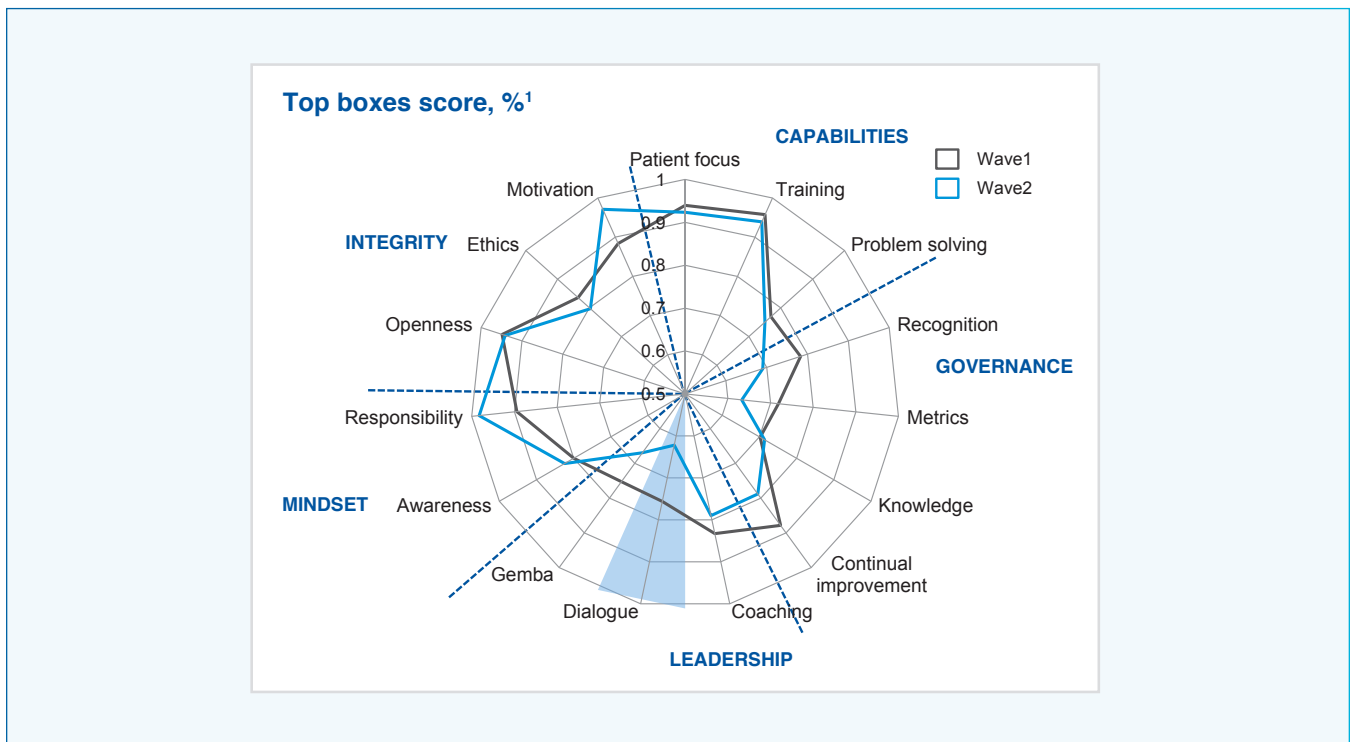 Top boxes score, %1
CAPABILITIES
Wave1
Wave2
Patient focus
Training
Problem solving
Recognition
GOVERNANCE
Metrics
Knowledge
Continual
improvement
Coaching
LEADERSHIP
Dialogue
Gemba
Awareness
MINDSET
Responsibility
Openness
Ethics
INTEGRITY
Motivation
1
0.9
0.8
0.7
0.6
0.5